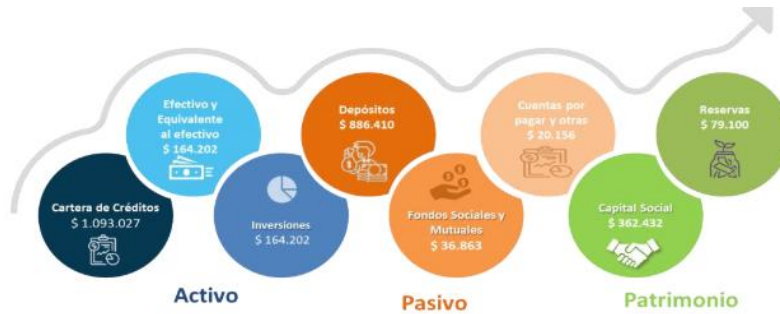 Cartera de Créditos
$ 1.093.027
Efectivo y
Equivalente
al efectivo
$ 164.202
Inversiones
$ 164.202
Depósitos
$ 886.410
Fondos Sociales y
Mutuales
$ 36.863
Cuentas por
pagar y otras
$ 20.156
Capital Social
$ 362.432
Reservas
$ 79.100
Activo
Pasivo
Patrimonio